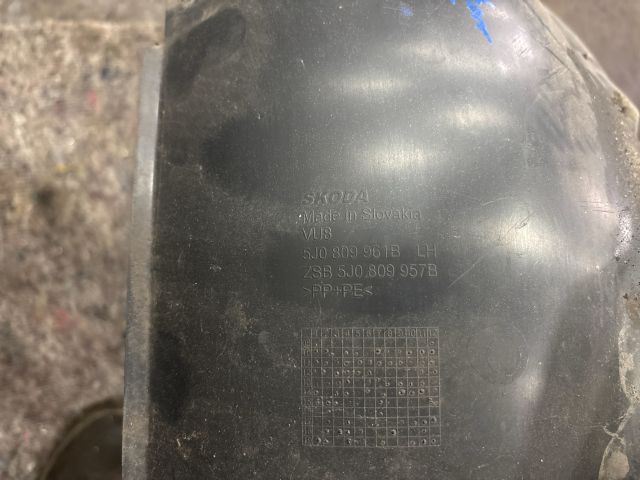 SKODA
Made in Slovakia
VU8
5J0 809 961B LH
ZSB 5J0 809 957B
>PP+PE<